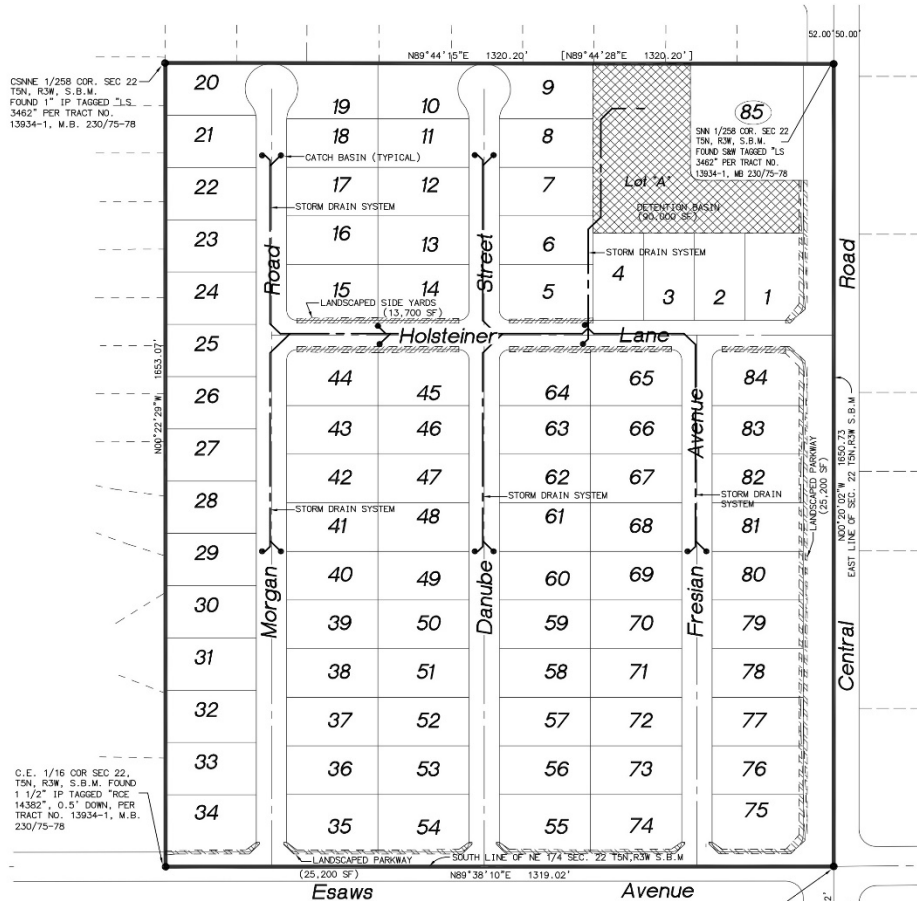 52.00' 50.00'
N89°44'15"E 1320.20' [N89°44'28"E 1320.20']
CSNNE 1/258 COR. SEC 22
T5N, R3W, S.B.M.
FOUND 1" IP TAGGED "LS
3462" PER TRACT NO.
13934-1, M.B. 230/75-78
20
19
10
9
85
SNN 1/258 COR. SEC 22
T5N, R3W, S.B.M.
FOUND S&W TAGGED "LS
3462" PER TRACT NO.
13934-1, MB 230/75-78
21
18
11
8
CATCH BASIN (TYPICAL)
22
17
12
7
Lot "A"
DETENTION BASIN
(90,000 SF)
STORM DRAIN SYSTEM
23
16
13
6
STORM DRAIN SYSTEM
Road
Street
Road
24
15
14
5
4
3
2
1
LANDSCAPED SIDE YARDS
(13,700 SF)
Holsteiner Lane
25
N00°22'29"W 1653.07'
44
45
64
65
84
26
43
46
63
66
83
Avenue
27
42
47
62
67
82
28
41
48
61
68
81
STORM DRAIN SYSTEM
STORM DRAIN SYSTEM
STORM DRAIN
SYSTEM
LANDSCAPED PARKWAY
(25,200 SF)
N00°20'02"W 1650.73
EAST LINE OF SEC. 22 T5N,R3W S.B.M
29
40
49
60
69
80
Morgan
Danube
Fresian
Central
30
39
50
59
70
79
31
38
51
58
71
78
32
37
52
57
72
77
33
36
53
56
73
76
34
35
54
55
74
75
C.E. 1/16 COR SEC 22,
T5N, R3W, S.B.M. FOUND
1 1/2" IP TAGGED "RCE
14382", 0.5' DOWN, PER
TRACT NO. 13934-1, M.B.
230/75-78
LANDSCAPED PARKWAY
(25,200 SF)
SOUTH LINE OF NE 1/4 SEC. 22 T5N,R3W S.B.M
N89°38'10"E 1319.02'
Esaws Avenue